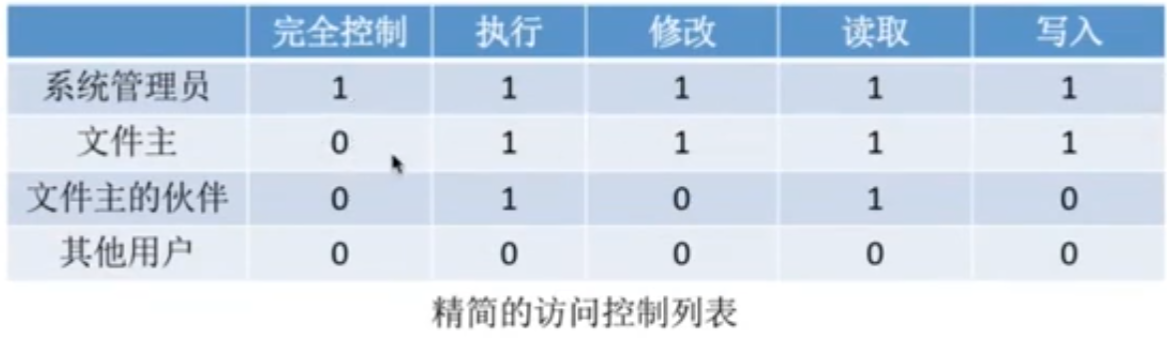 完全控制 执行 修改 读取 写入
系统管理员 1 1 1 1 1
文件主 0 1 1 1 1
文件主的伙伴 0 1 0 1 0
其他用户 0 0 0 0 0
精简的访问控制列表